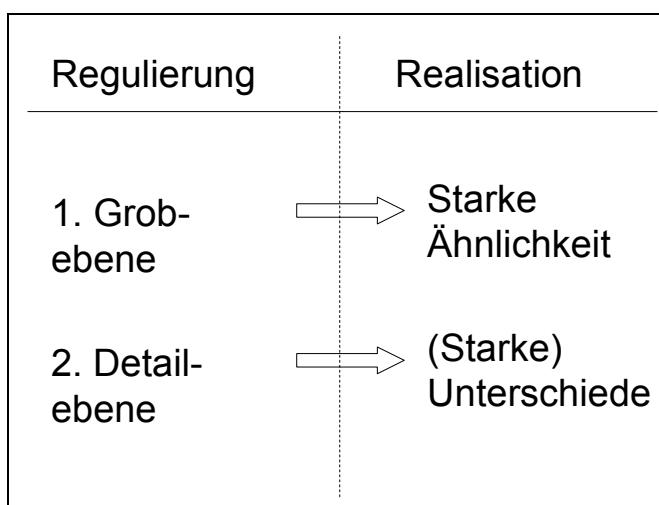 Regulierung
Realisation
1. Grob-
ebene
Starke
Ähnlichkeit
2. Detail-
ebene
(Starke)
Unterschiede